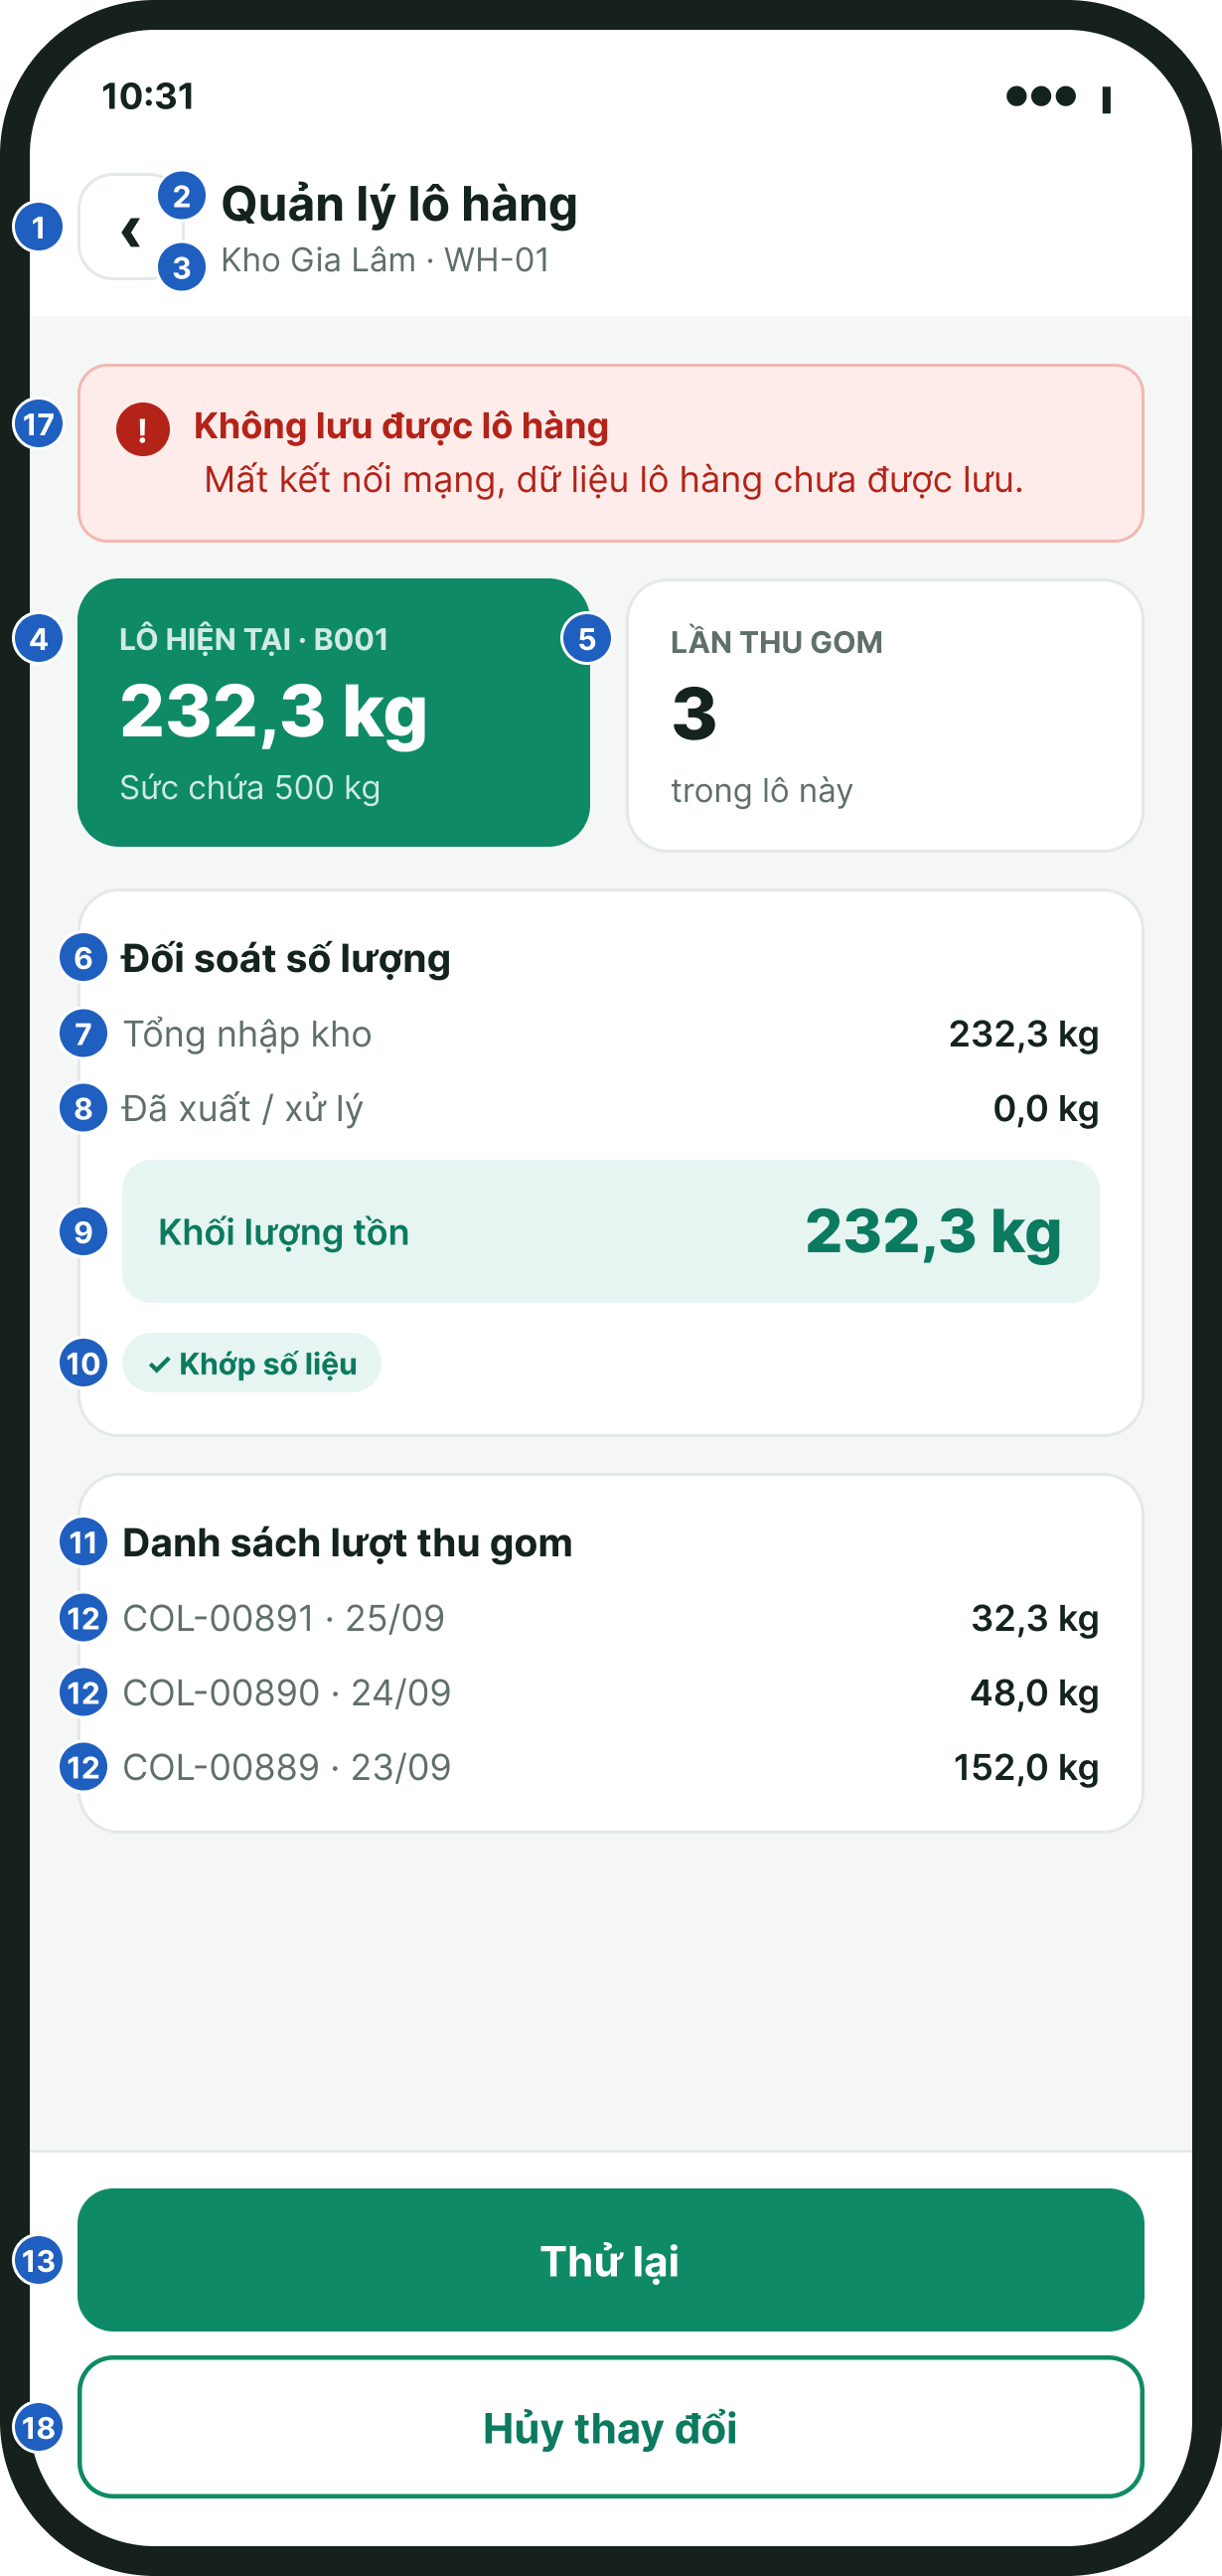 10:31
1
2
Quản lý lô hàng
3
Kho Gia Lâm · WH-01
17
!
Không lưu được lô hàng
Mất kết nối mạng, dữ liệu lô hàng chưa được lưu.
4
LÔ HIỆN TẠI · B001
232,3 kg
Sức chứa 500 kg
5
LẦN THU GOM
3
trong lô này
6
Đối soát số lượng
7
Tổng nhập kho 232,3 kg
8
Đã xuất / xử lý 0,0 kg
9
Khối lượng tồn 232,3 kg
10
✓ Khớp số liệu
11
Danh sách lượt thu gom
12
COL-00891 · 25/09 32,3 kg
12
COL-00890 · 24/09 48,0 kg
12
COL-00889 · 23/09 152,0 kg
13
Thử lại
18
Hủy thay đổi